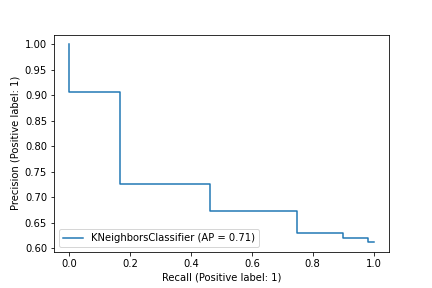 1.00
0.95
0.90
0.85
0.80
0.75
0.70
0.65
0.60
Precision (Positive label: 1)
KNeighborsClassifier (AP = 0.71)
0.0 0.2 0.4 0.6 0.8 1.0
Recall (Positive label: 1)